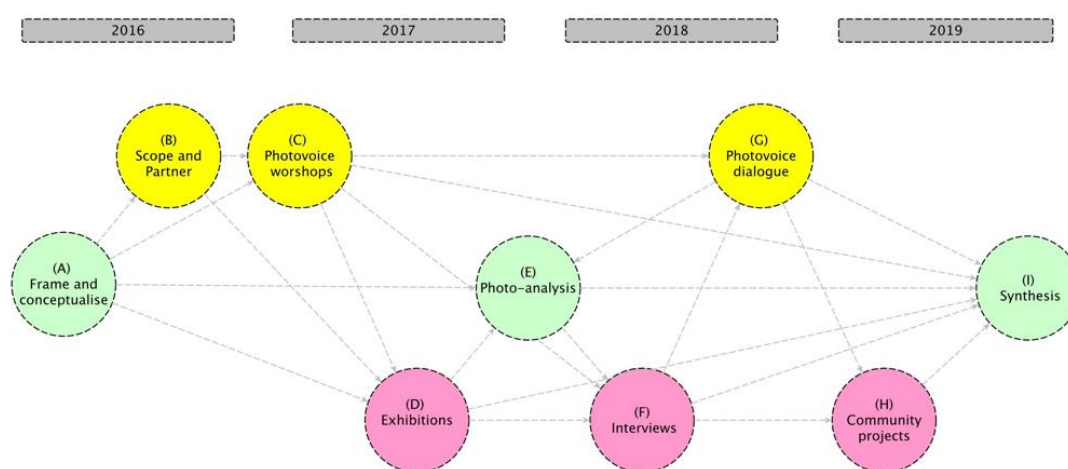 2016
2017
2018
2019
(B)
Scope and
Partner
(C)
Photovoice
worshops
(G)
Photovoice
dialogue
(A)
Frame and
conceptualise
(E)
Photo-analysis
(I)
Synthesis
(D)
Exhibitions
(F)
Interviews
(H)
Community
projects